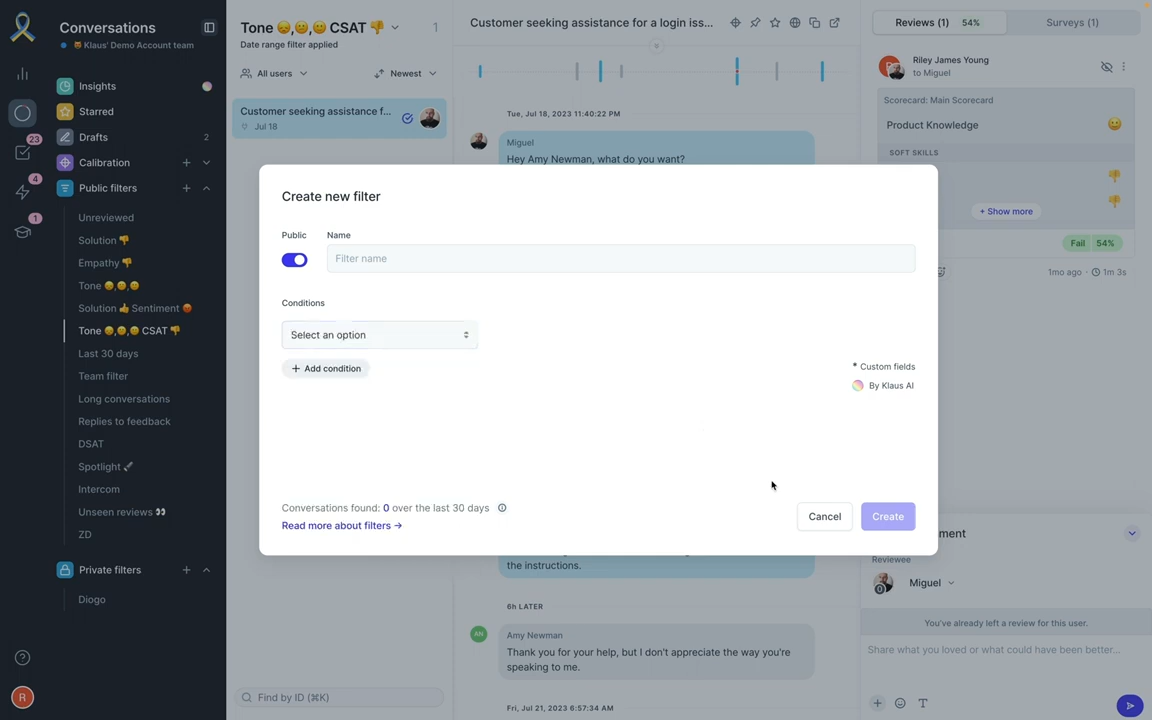 Conversations
Klaus' Demo Account team
Insights
Starred
Drafts
2
Calibration
Public filters
Unreviewed
Solution 👎
Empathy 👎
Tone 😞,😐,🙂
Solution 👍 Sentiment 😡
Tone 😞,😐,🙂 CSAT 👎
Last 30 days
Team filter
Long conversations
Replies to feedback
DSAT
Spotlight 🚀
Intercom
Unseen reviews 👀
ZD
Private filters
Diogo
23
4
1
R
Tone 😞,😐,🙂 CSAT 👎
1
Date range filter applied
All users
Newest
Customer seeking assistance f...
Jul 18
Find by ID (⌘K)
Customer seeking assistance for a login iss...
Tue, Jul 18, 2023 11:40:22 PM
Miguel
Hey Amy Newman, what do you want?
Create new filter
Public
Name
Filter name
Conditions
Select an option
+ Add condition
* Custom fields
By Klaus AI
Conversations found: 0 over the last 30 days
Read more about filters →
Cancel
Create
the instructions.
6h LATER
AN
Amy Newman
Thank you for your help, but I don't appreciate the way you're
speaking to me.
Fri, Jul 21, 2023 6:57:34 AM
Reviews (1) 54%
Surveys (1)
Riley James Young
to Miguel
Scorecard: Main Scorecard
Product Knowledge
SOFT SKILLS
+ Show more
Fail 54%
1mo ago · 1m 3s
Reviewee
Miguel
You've already left a review for this user.
Share what you loved or what could have been better...